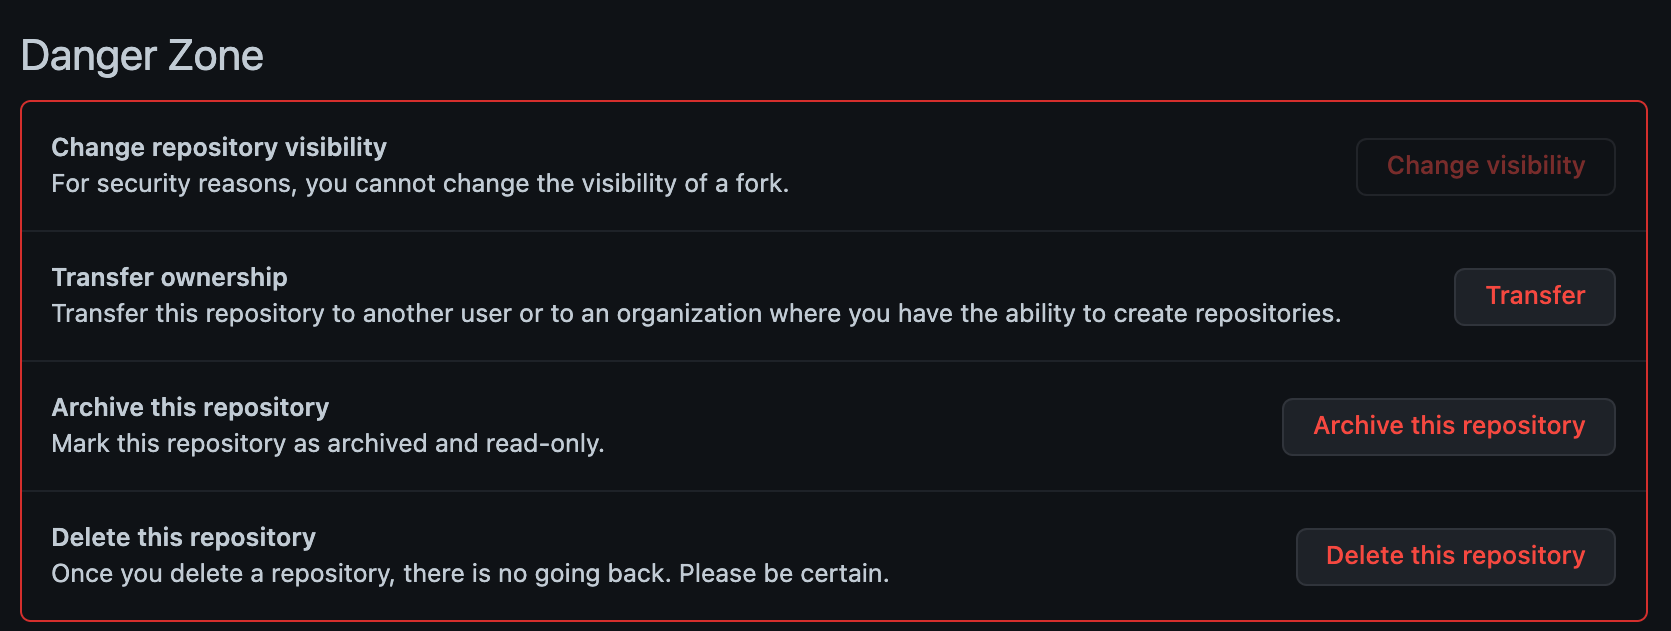 Danger Zone
Change repository visibility
For security reasons, you cannot change the visibility of a fork.
Change visibility
Transfer ownership
Transfer this repository to another user or to an organization where you have the ability to create repositories.
Transfer
Archive this repository
Mark this repository as archived and read-only.
Archive this repository
Delete this repository
Once you delete a repository, there is no going back. Please be certain.
Delete this repository